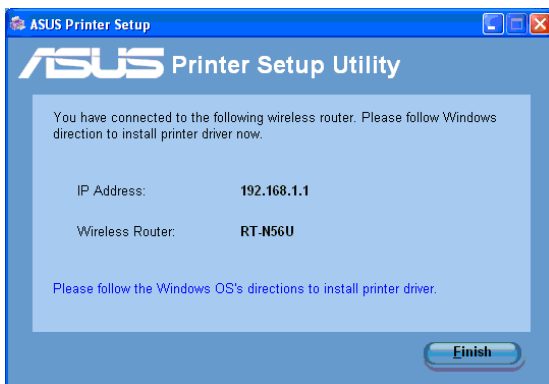 ASUS Printer Setup
ASUS Printer Setup Utility
You have connected to the following wireless router. Please follow Windows
direction to install printer driver now.
IP Address: 192.168.1.1
Wireless Router: RT-N56U
Please follow the Windows OS's directions to install printer driver.
Finish